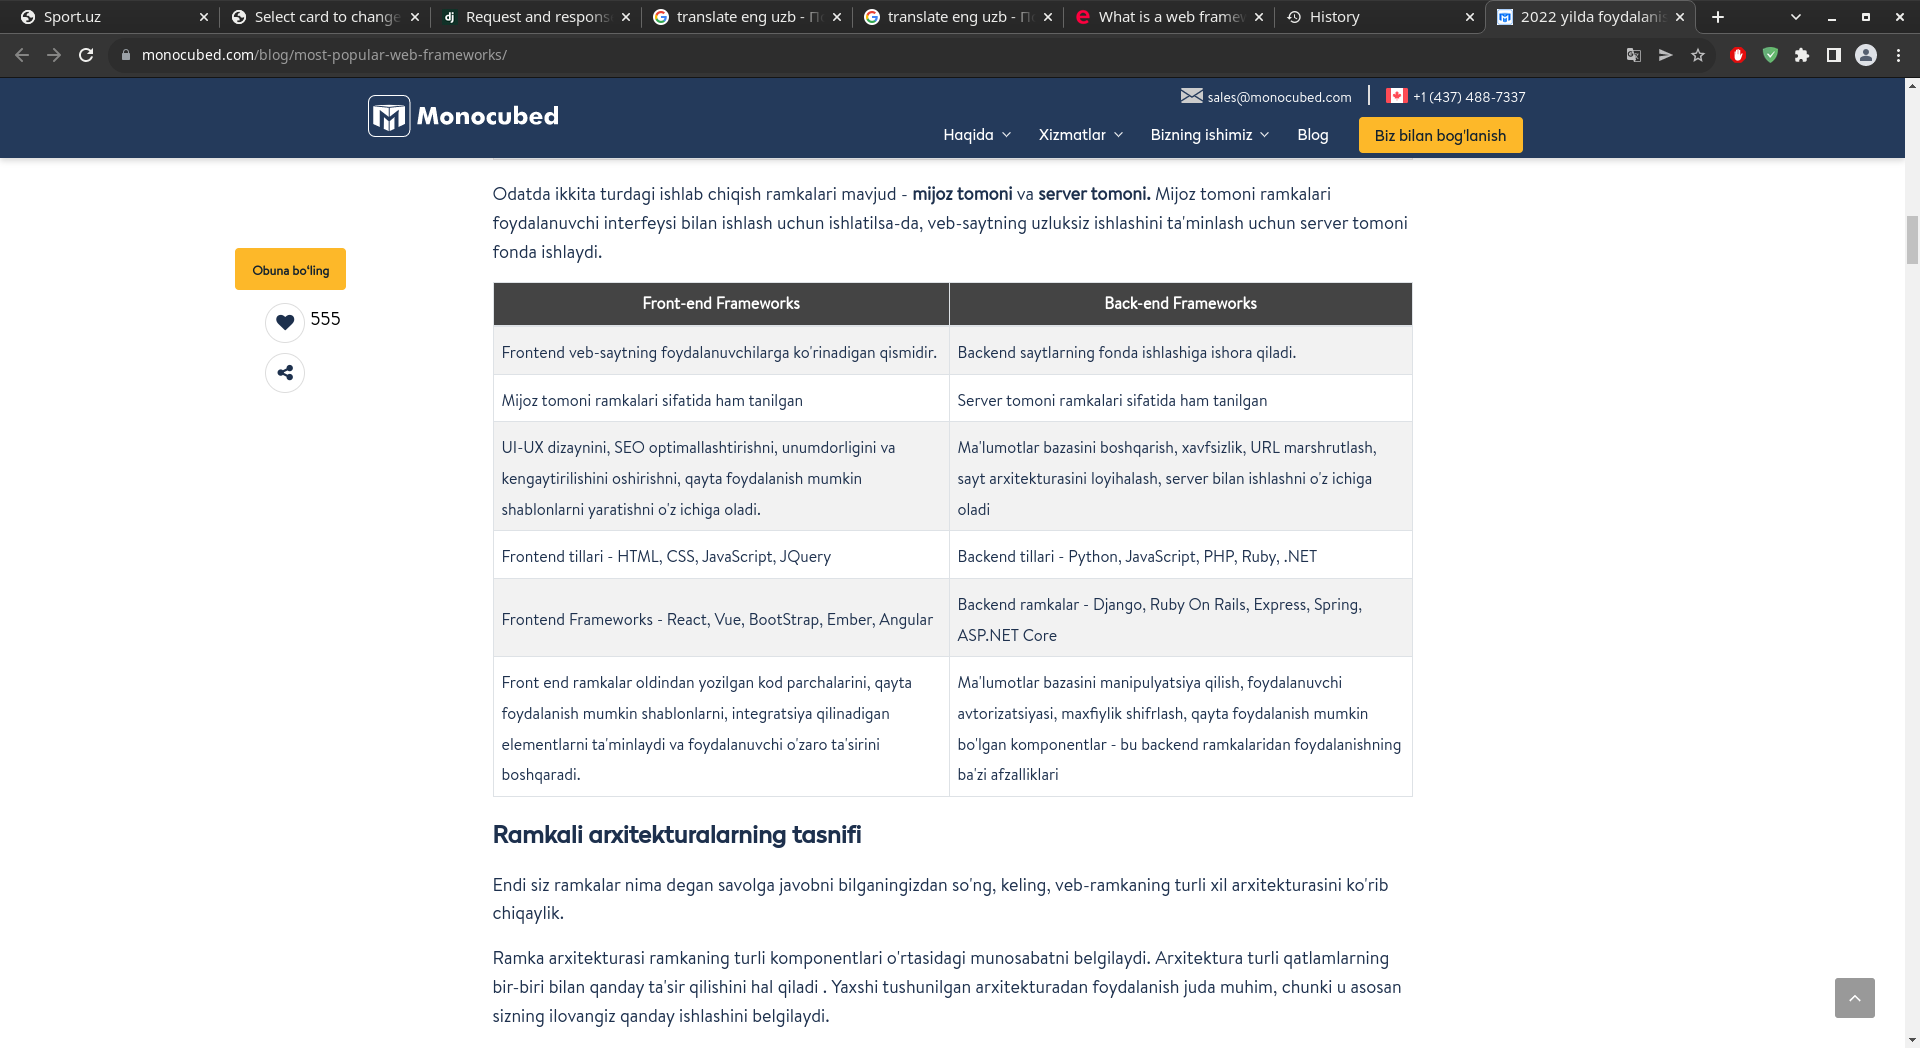 Sport.uz
Select card to change
Request and respons
translate eng uzb - По
translate eng uzb - По
What is a web framew
History
2022 yilda foydalanis
monocubed.com/blog/most-popular-web-frameworks/
Monocubed
sales@monocubed.com
+1 (437) 488-7337
Haqida
Xizmatlar
Bizning ishimiz
Blog
Biz bilan bog'lanish
Odatda ikkita turdagi ishlab chiqish ramkalari mavjud - mijoz tomoni va server tomoni. Mijoz tomoni ramkalari
foydalanuvchi interfeysi bilan ishlash uchun ishlatilsa-da, veb-saytning uzluksiz ishlashini ta'minlash uchun server tomoni
fonda ishlaydi.
Obuna bo'ling
555
Front-end Frameworks
Back-end Frameworks
Frontend veb-saytning foydalanuvchilarga ko'rinadigan qismidir.
Backend saytlarning fonda ishlashiga ishora qiladi.
Mijoz tomoni ramkalari sifatida ham tanilgan
Server tomoni ramkalari sifatida ham tanilgan
UI-UX dizaynini, SEO optimallashtirishni, unumdorligini va
kengaytirilishini oshirishni, qayta foydalanish mumkin
shablonlarni yaratishni o'z ichiga oladi.
Ma'lumotlar bazasini boshqarish, xavfsizlik, URL marshrutlash,
sayt arxitekturasini loyihalash, server bilan ishlashni o'z ichiga
oladi
Frontend tillari - HTML, CSS, JavaScript, JQuery
Backend tillari - Python, JavaScript, PHP, Ruby, .NET
Frontend Frameworks - React, Vue, BootStrap, Ember, Angular
Backend ramkalar - Django, Ruby On Rails, Express, Spring,
ASP.NET Core
Front end ramkalar oldindan yozilgan kod parchalarini, qayta
foydalanish mumkin shablonlarni, integratsiya qilinadigan
elementlarni ta'minlaydi va foydalanuvchi o'zaro ta'sirini
boshqaradi.
Ma'lumotlar bazasini manipulyatsiya qilish, foydalanuvchi
avtorizatsiyasi, maxfiylik shifrlash, qayta foydalanish mumkin
bo'lgan komponentlar - bu backend ramkalaridan foydalanishning
ba'zi afzalliklari
Ramkali arxitekturalarning tasnifi
Endi siz ramkalar nima degan savolga javobni bilganingizdan so'ng, keling, veb-ramkaning turli xil arxitekturasini ko'rib
chiqaylik.
Ramka arxitekturasi ramkaning turli komponentlari o'rtasidagi munosabatni belgilaydi. Arxitektura turli qatlamlarning
bir-biri bilan qanday ta'sir qilishini hal qiladi . Yaxshi tushunilgan arxitekturadan foydalanish juda muhim, chunki u asosan
sizning ilovangiz qanday ishlashini belgilaydi.